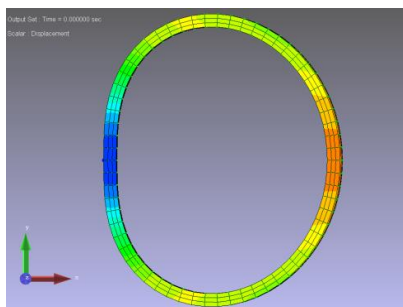 Output Set : Time = 0.000000 sec
Scalar : Displacement